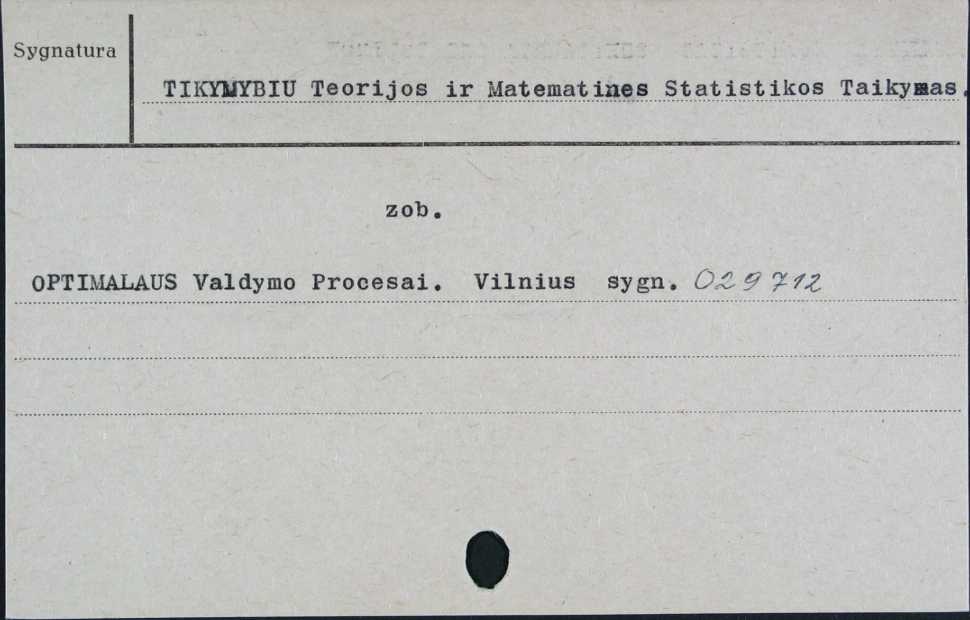 Sygnatura
TIKYMYBIU Teorijos ir Matematines Statistikos Taikymas.
zob.
OPTIMALAUS Valdymo Procesai. Vilnius sygn. 029712